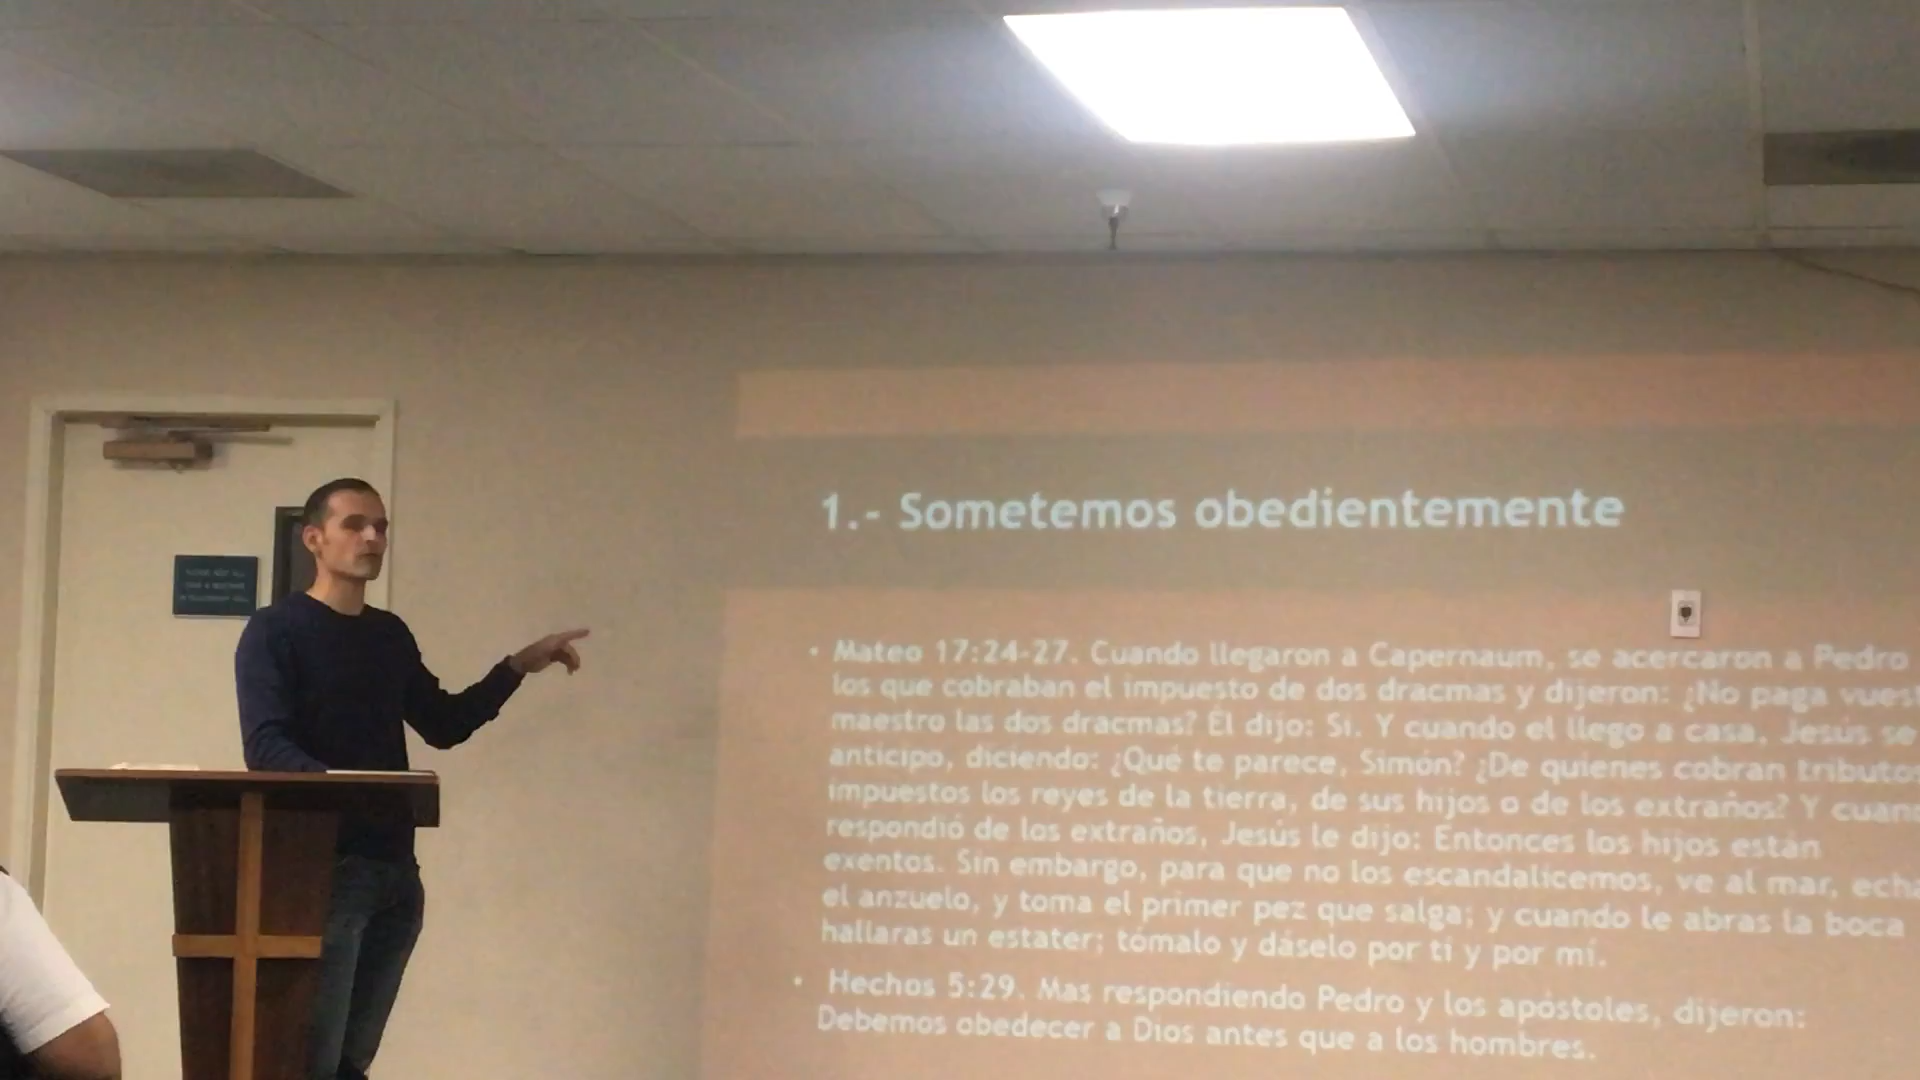 1.- Sometemos obedientemente
• Mateo 17:24-27. Cuando llegaron a Capernaum, se acercaron a Pedro
los que cobraban el impuesto de dos dracmas y dijeron: ¿No paga vuest
maestro las dos dracmas? Él dijo: Sí. Y cuando el llego a casa, Jesús se
anticipo, diciendo: ¿Qué te parece, Simón? ¿De quienes cobran tributos
impuestos los reyes de la tierra, de sus hijos o de los extraños? Y cuan
respondió de los extraños, Jesús le dijo: Entonces los hijos están
exentos. Sin embargo, para que no los escandalicemos, ve al mar, echa
el anzuelo, y toma el primer pez que salga; y cuando le abras la boca
hallaras un estater; tómalo y dáselo por ti y por mí.
• Hechos 5:29. Mas respondiendo Pedro y los apóstoles, dijeron:
Debemos obedecer a Dios antes que a los hombres.